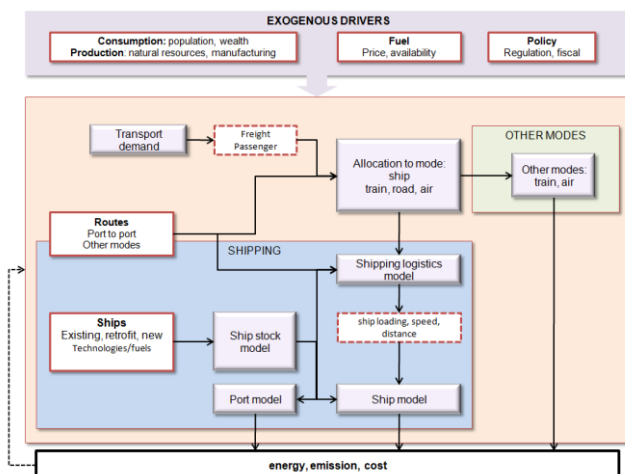 EXOGENOUS DRIVERS
Consumption: population, wealth
Production: natural resources, manufacturing
Fuel
Price, availability
Policy
Regulation, fiscal
Transport
demand
Freight
Passenger
Allocation to mode:
ship
train, road, air
OTHER MODES
Other modes:
train, air
Routes
Port to port
Other modes
SHIPPING
Shipping logistics
model
Ships
Existing, retrofit, new
Technologies/fuels
Ship stock
model
ship loading, speed,
distance
Port model
Ship model
energy, emission, cost